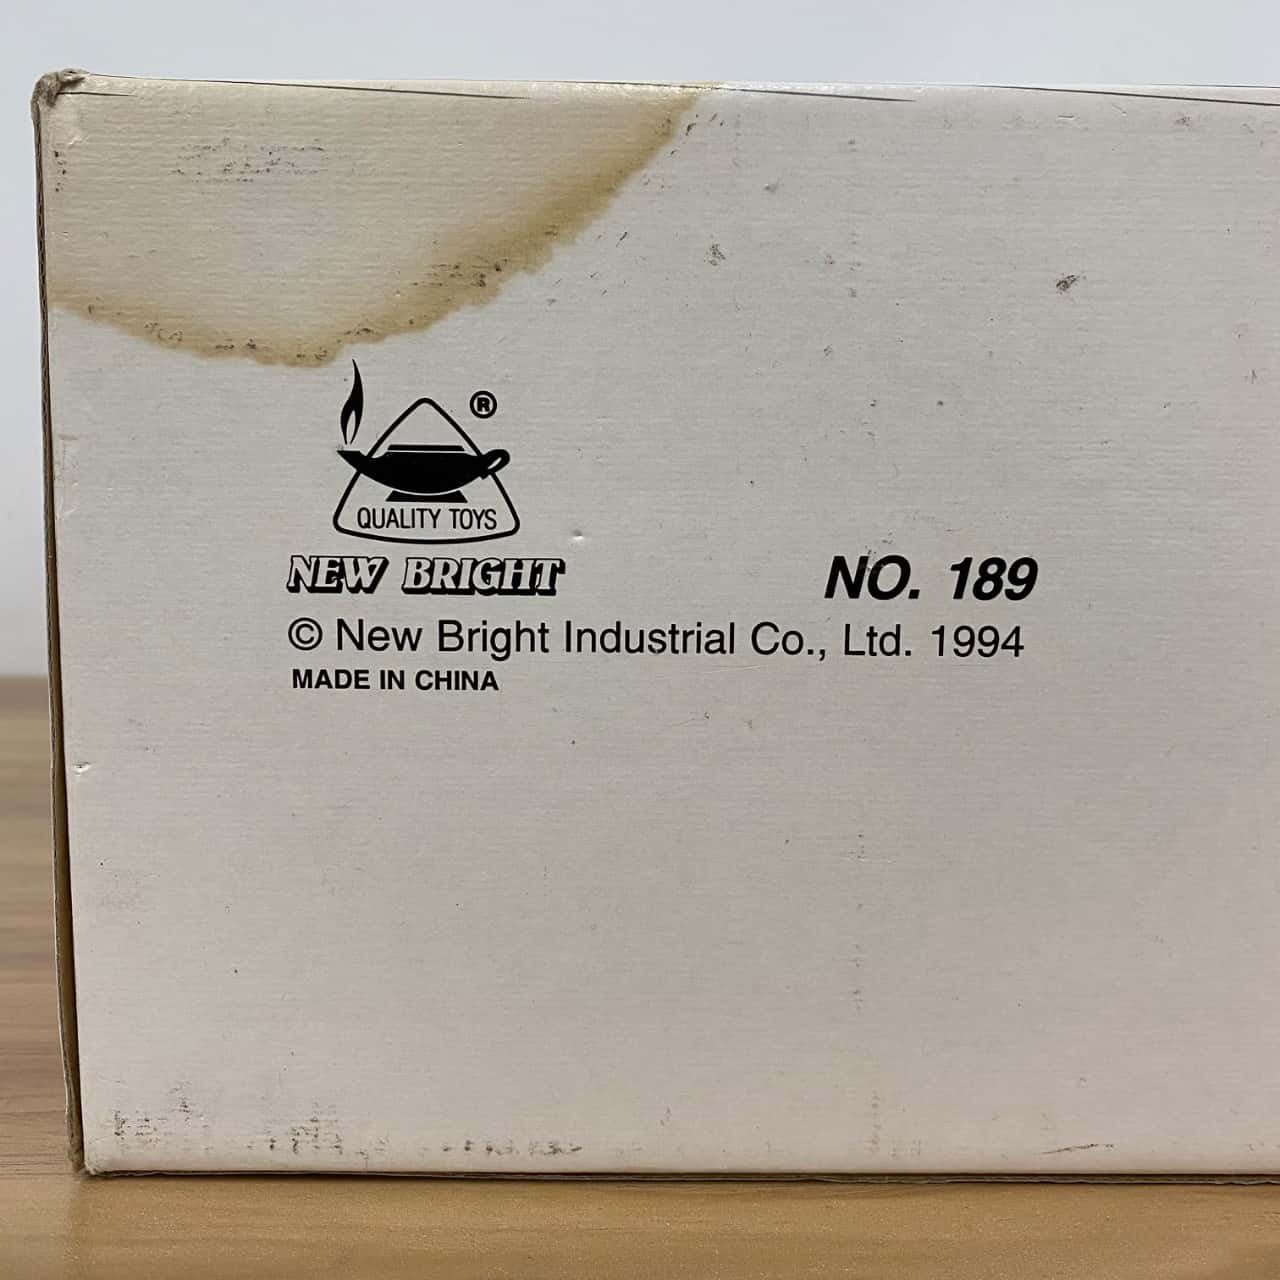 ®
QUALITY TOYS
NEW BRIGHT
NO. 189
© New Bright Industrial Co., Ltd. 1994
MADE IN CHINA